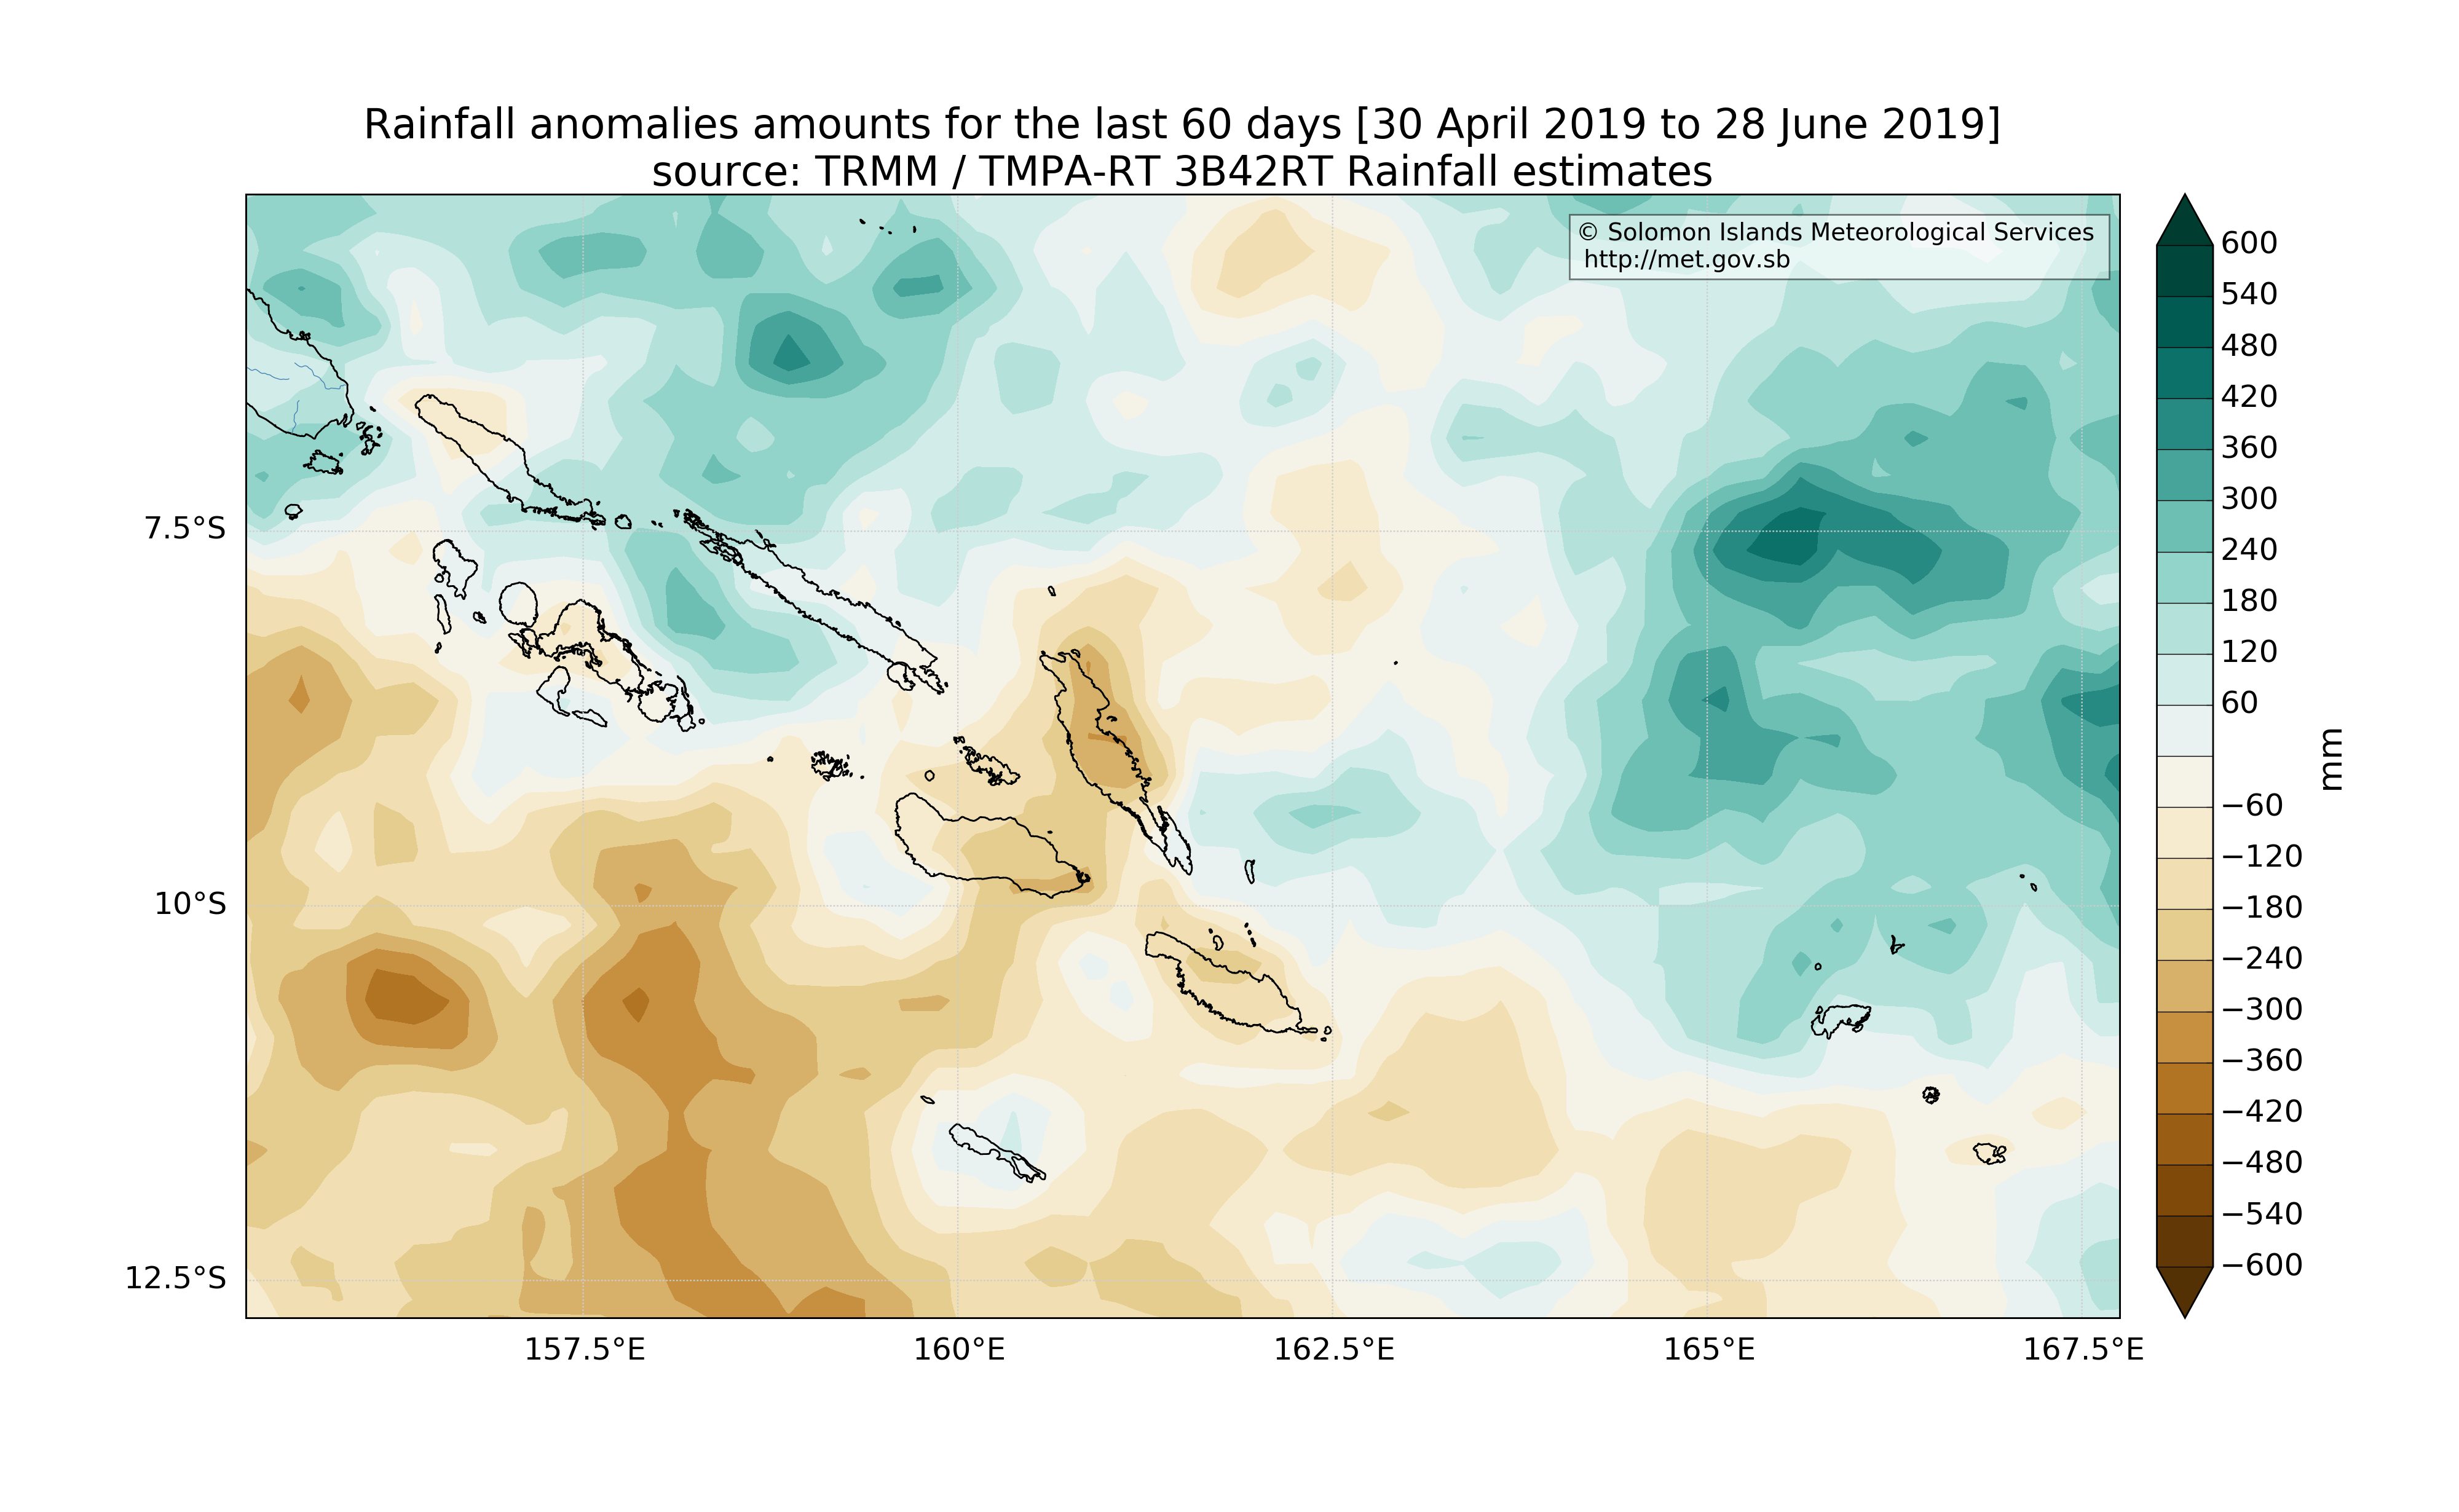 Rainfall anomalies amounts for the last 60 days [30 April 2019 to 28 June 2019]
source: TRMM / TMPA-RT 3B42RT Rainfall estimates
© Solomon Islands Meteorological Services
http://met.gov.sb
7.5°S
10°S
12.5°S
157.5°E
160°E
162.5°E
165°E
167.5°E
600
540
480
420
360
300
240
180
120
60
−60
−120
−180
−240
−300
−360
−420
−480
−540
−600
mm